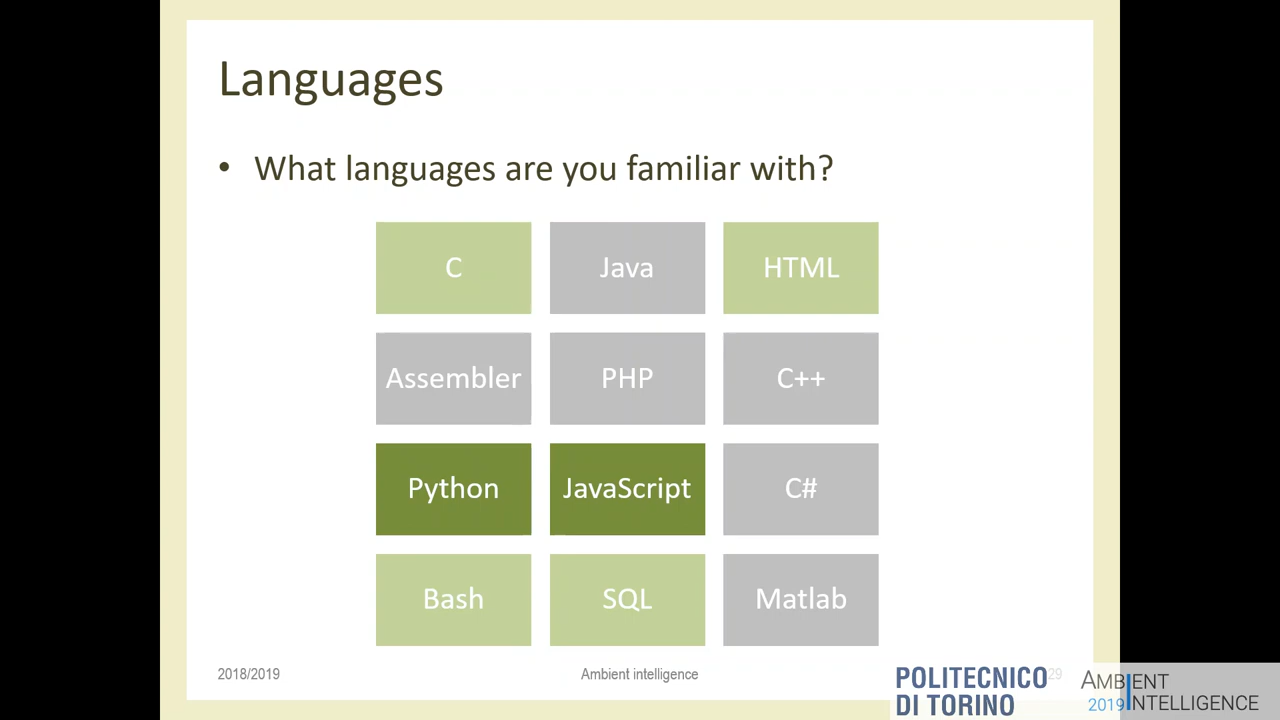 Languages
• What languages are you familiar with?
C Java HTML
Assembler PHP C++
Python JavaScript C#
Bash SQL Matlab
2018/2019 Ambient intelligence 29
POLITECNICO
DI TORINO
AMBIENT
2019 INTELLIGENCE